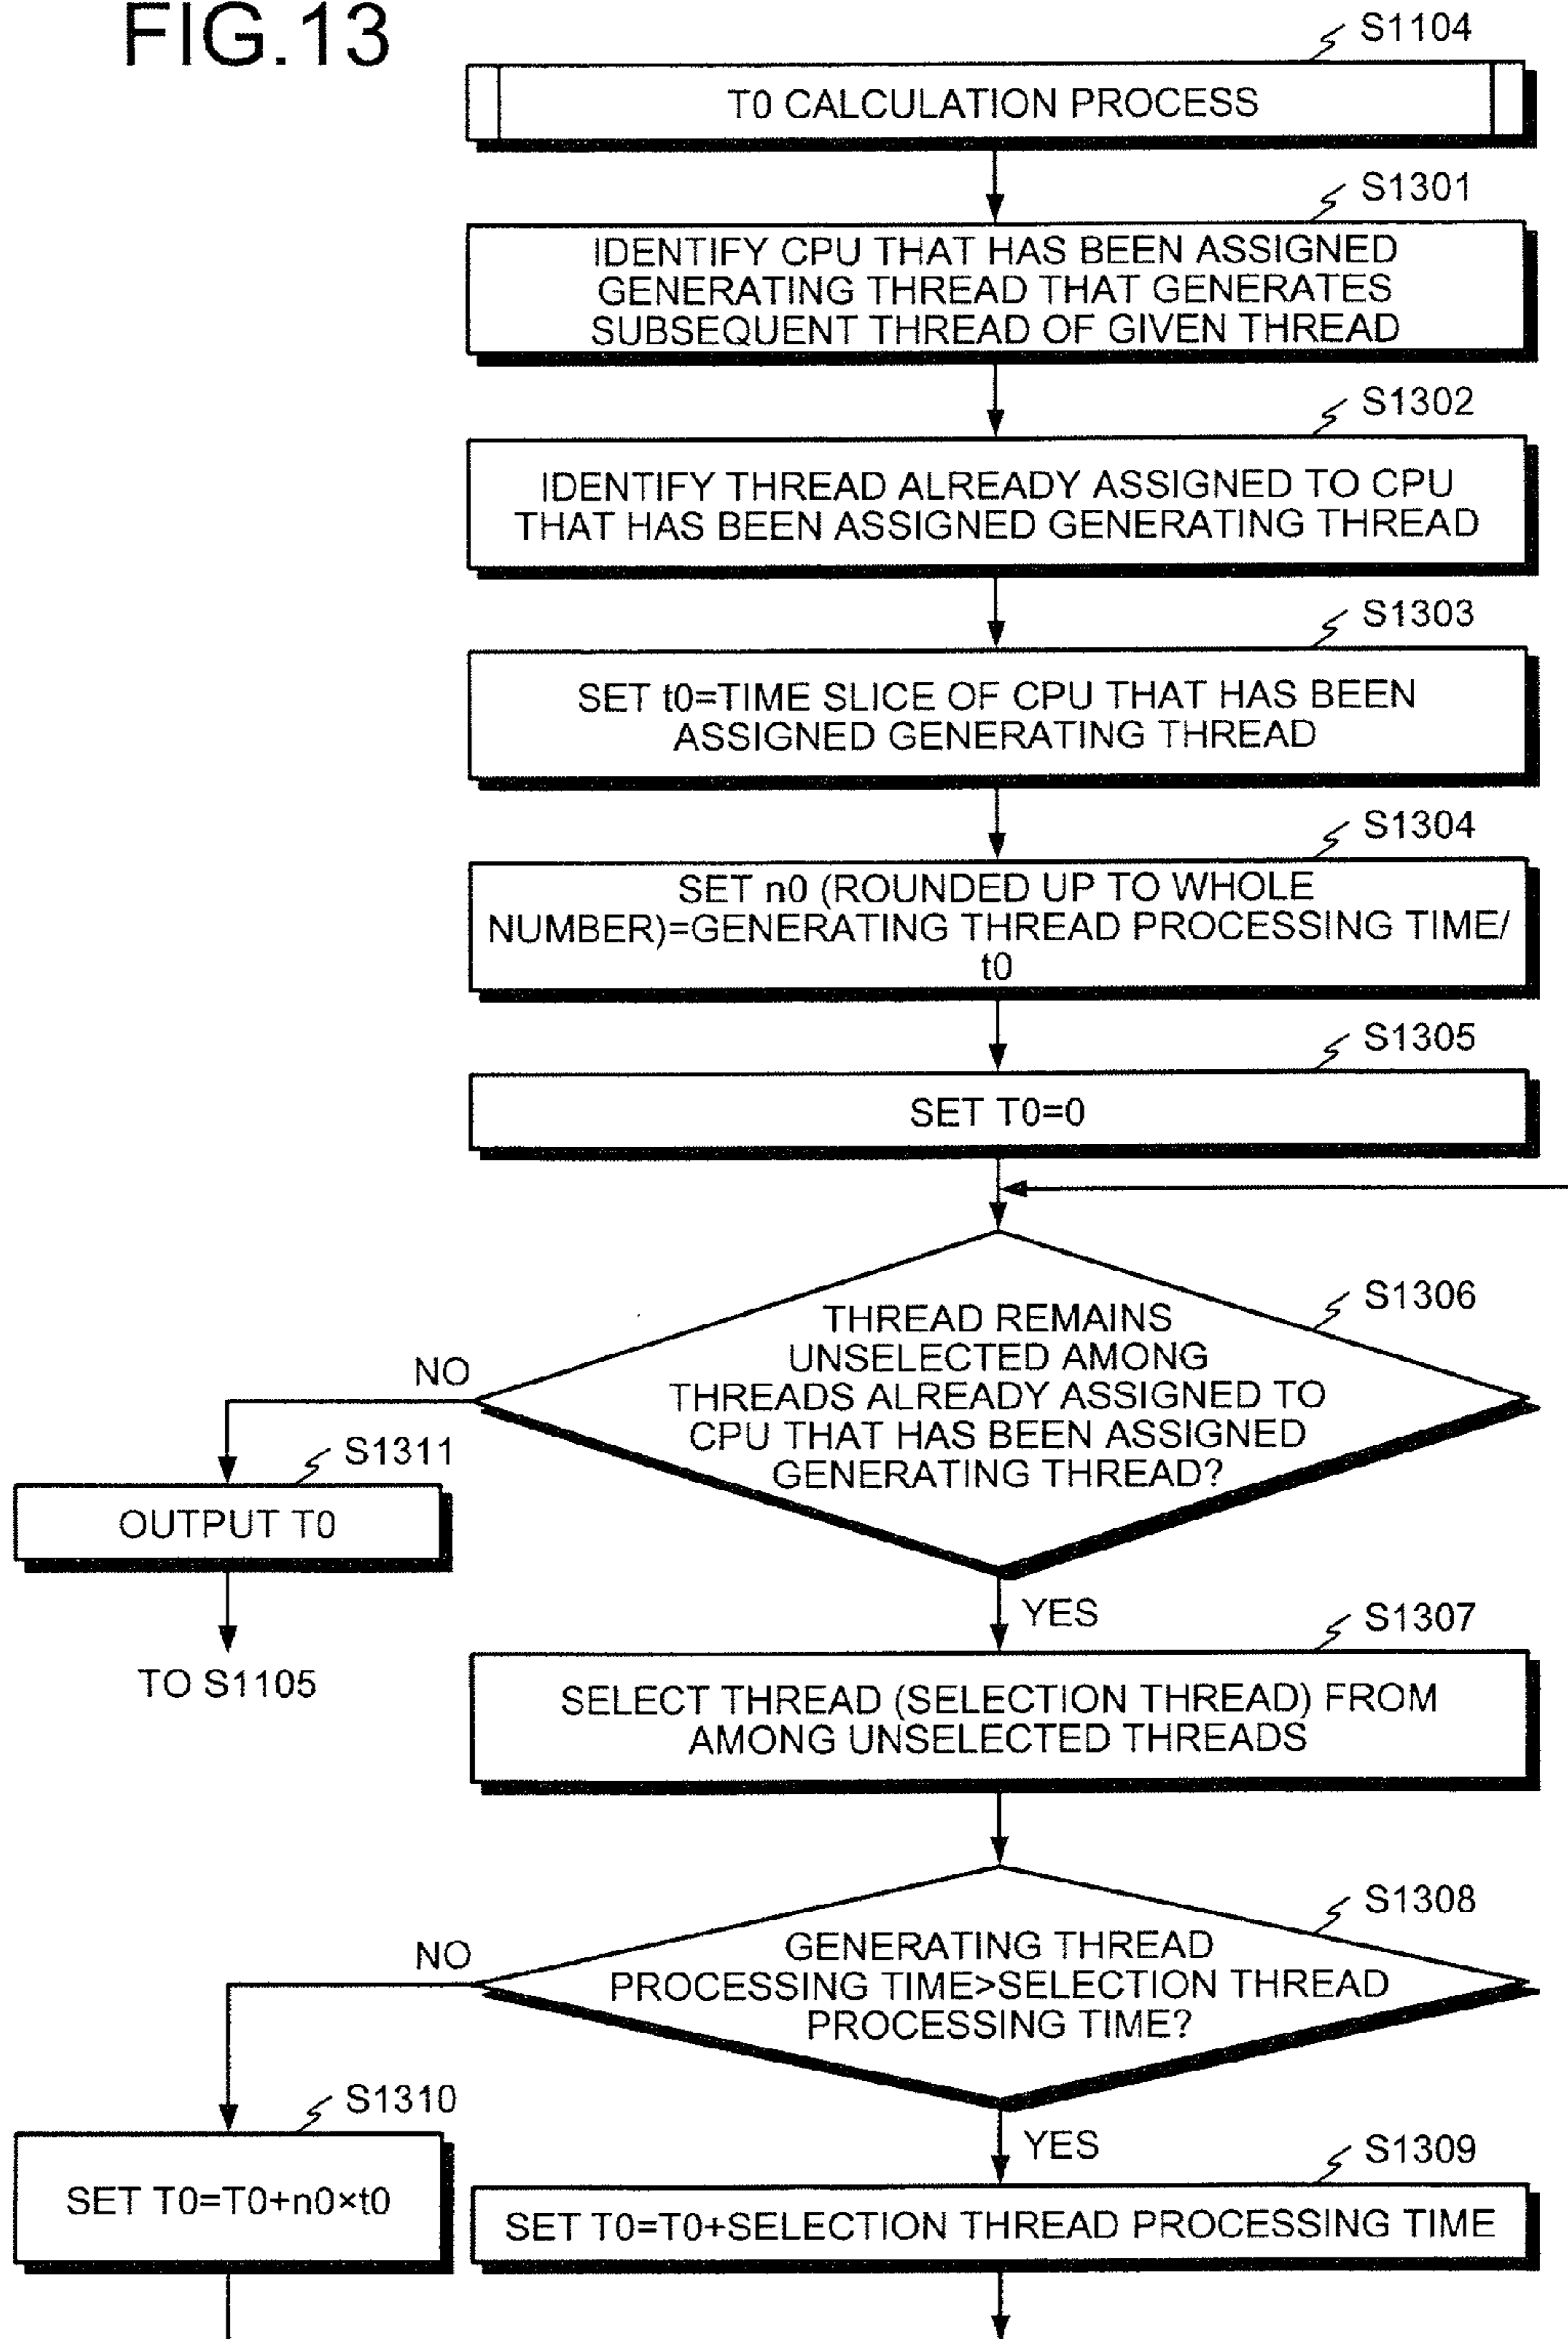 FIG.13
S1104
T0 CALCULATION PROCESS
S1301
IDENTIFY CPU THAT HAS BEEN ASSIGNED
GENERATING THREAD THAT GENERATES
SUBSEQUENT THREAD OF GIVEN THREAD
S1302
IDENTIFY THREAD ALREADY ASSIGNED TO CPU
THAT HAS BEEN ASSIGNED GENERATING THREAD
S1303
SET t0=TIME SLICE OF CPU THAT HAS BEEN
ASSIGNED GENERATING THREAD
S1304
SET n0 (ROUNDED UP TO WHOLE
NUMBER)=GENERATING THREAD PROCESSING TIME/
t0
S1305
SET T0=0
S1306
THREAD REMAINS
UNSELECTED AMONG
THREADS ALREADY ASSIGNED TO
CPU THAT HAS BEEN ASSIGNED
GENERATING THREAD?
NO
S1311
OUTPUT T0
TO S1105
YES
S1307
SELECT THREAD (SELECTION THREAD) FROM
AMONG UNSELECTED THREADS
S1308
GENERATING THREAD
PROCESSING TIME>SELECTION THREAD
PROCESSING TIME?
NO
S1310
SET T0=T0+n0×t0
YES
S1309
SET T0=T0+SELECTION THREAD PROCESSING TIME